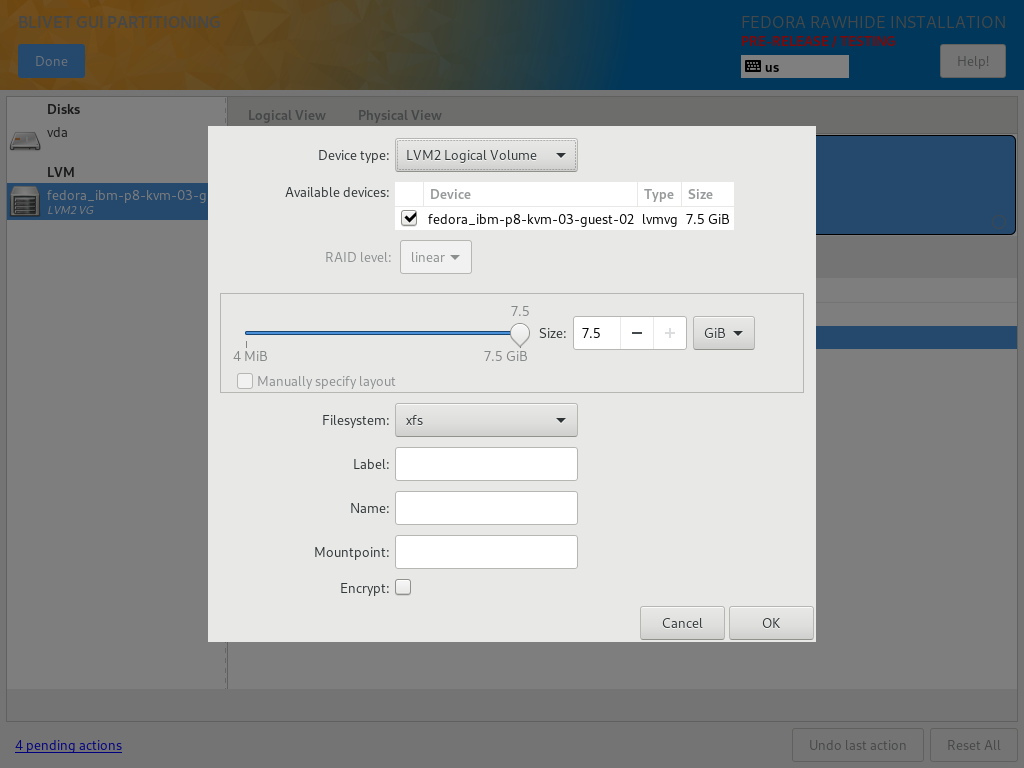 BLIVET GUI PARTITIONING
FEDORA RAWHIDE INSTALLATION
PRE-RELEASE / TESTING
Done
us
Help!
Disks
vda
LVM
fedora_ibm-p8-kvm-03-g
LVM2 VG
Logical View
Physical View
Device type:
LVM2 Logical Volume
Available devices:
Device Type Size
fedora_ibm-p8-kvm-03-guest-02 lvmvg 7.5 GiB
RAID level:
linear
7.5
Size:
7.5
GiB
4 MiB
7.5 GiB
Manually specify layout
Filesystem:
xfs
Label:
Name:
Mountpoint:
Encrypt:
Cancel
OK
4 pending actions
Undo last action
Reset All